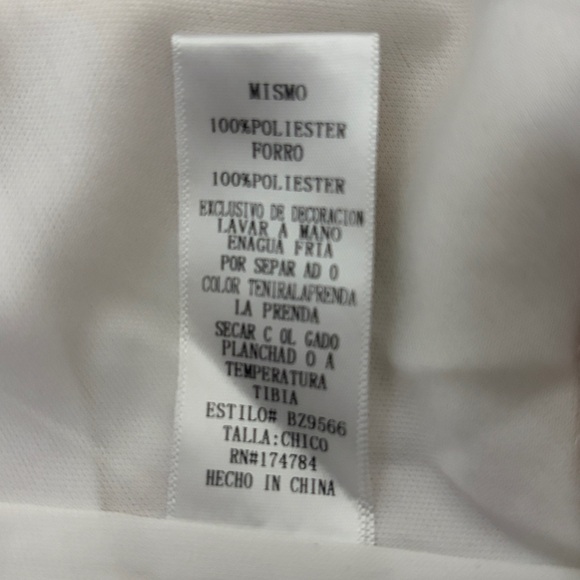 MISMO
100%POLIESTER
FORRO
100%POLIESTER
EXCLUSIVO DE DECORACION
LAVAR A MANO
ENAGUA FRIA
POR SEPAR AD O
COLOR TENIRALAPRENDA
LA PRENDA
SECAR C OL GADO
PLANCHAD O A
TEMPERATURA
TIBIA
ESTILO# BZ9566
TALLA:CHICO
RN#174784
HECHO IN CHINA